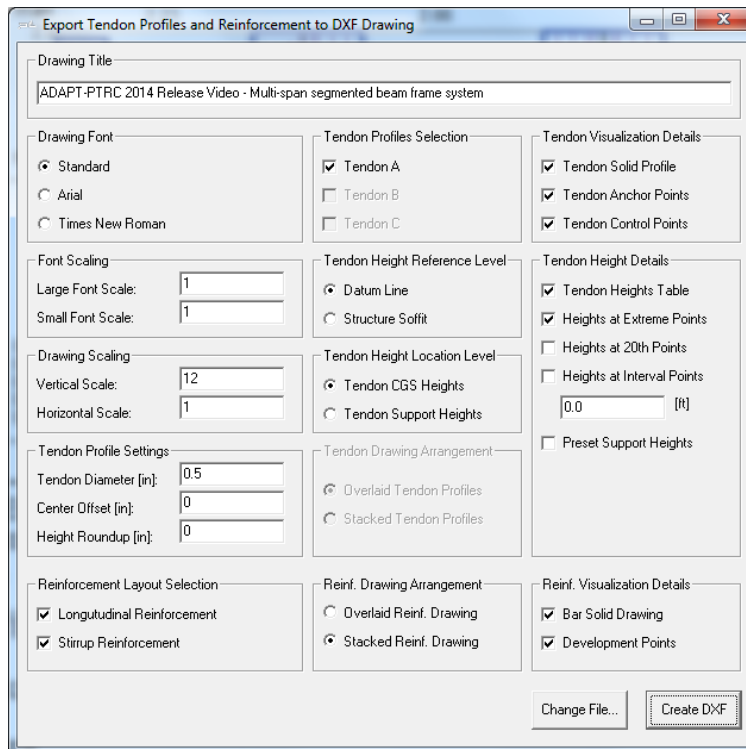 Export Tendon Profiles and Reinforcement to DXF Drawing
Drawing Title
ADAPT-PTRC 2014 Release Video - Multi-span segmented beam frame system
Drawing Font
Standard
Arial
Times New Roman
Tendon Profiles Selection
Tendon A
Tendon B
Tendon C
Tendon Visualization Details
Tendon Solid Profile
Tendon Anchor Points
Tendon Control Points
Font Scaling
Large Font Scale: 1
Small Font Scale: 1
Tendon Height Reference Level
Datum Line
Structure Soffit
Tendon Height Details
Tendon Heights Table
Heights at Extreme Points
Heights at 20th Points
Heights at Interval Points
0.0 [ft]
Preset Support Heights
Drawing Scaling
Vertical Scale: 12
Horizontal Scale: 1
Tendon Height Location Level
Tendon CGS Heights
Tendon Support Heights
Tendon Profile Settings
Tendon Diameter [in]: 0.5
Center Offset [in]: 0
Height Roundup [in]: 0
Tendon Drawing Arrangement
Overlaid Tendon Profiles
Stacked Tendon Profiles
Reinforcement Layout Selection
Longutudinal Reinforcement
Stirrup Reinforcement
Reinf. Drawing Arrangement
Overlaid Reinf. Drawing
Stacked Reinf. Drawing
Reinf. Visualization Details
Bar Solid Drawing
Development Points
Change File...
Create DXF